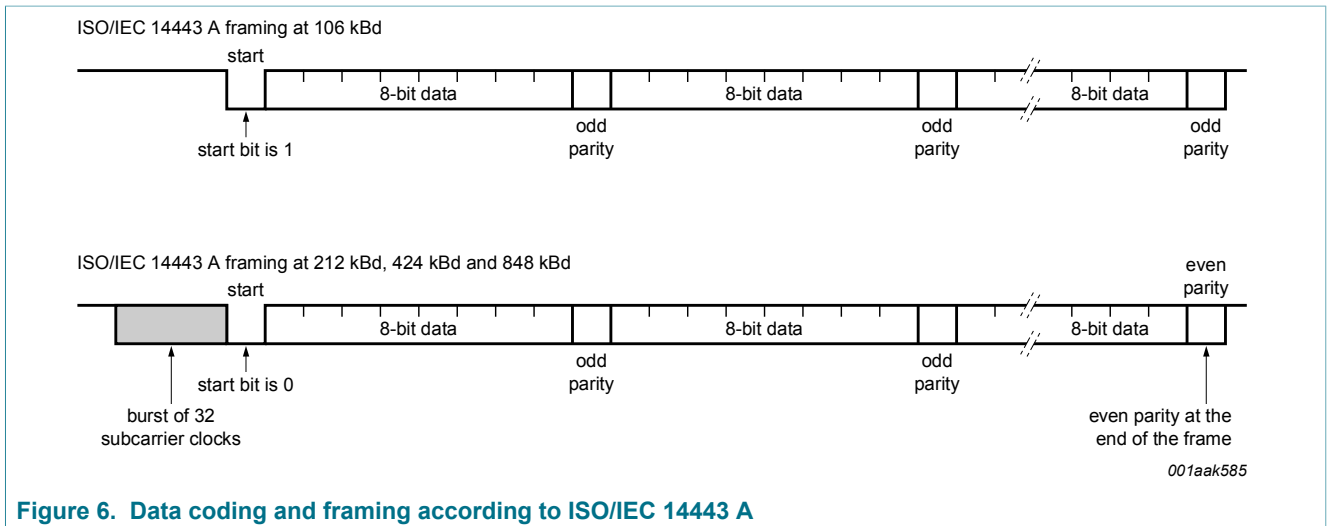 ISO/IEC 14443 A framing at 106 kBd
start
8-bit data
8-bit data
8-bit data
odd
parity
odd
parity
odd
parity
start bit is 1
ISO/IEC 14443 A framing at 212 kBd, 424 kBd and 848 kBd
start
even
parity
8-bit data
8-bit data
8-bit data
odd
parity
odd
parity
start bit is 0
burst of 32
subcarrier clocks
even parity at the
end of the frame
001aak585
Figure 6. Data coding and framing according to ISO/IEC 14443 A